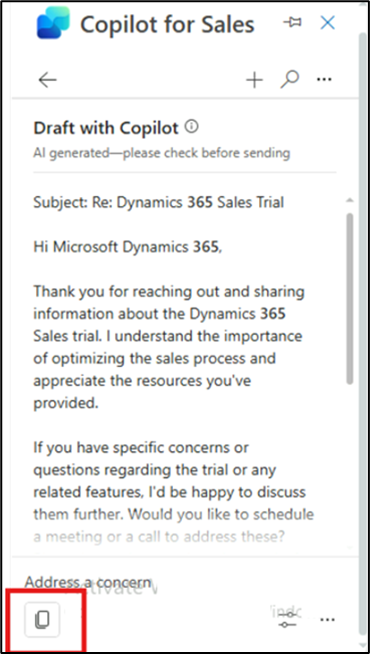 Copilot for Sales
Draft with Copilot
AI generated—please check before sending
Subject: Re: Dynamics 365 Sales Trial
Hi Microsoft Dynamics 365,
Thank you for reaching out and sharing
information about the Dynamics 365
Sales trial. I understand the importance
of optimizing the sales process and
appreciate the resources you've
provided.
If you have specific concerns or
questions regarding the trial or any
related features, I'd be happy to discuss
them further. Would you like to schedule
a meeting or a call to address these?
Address a concern